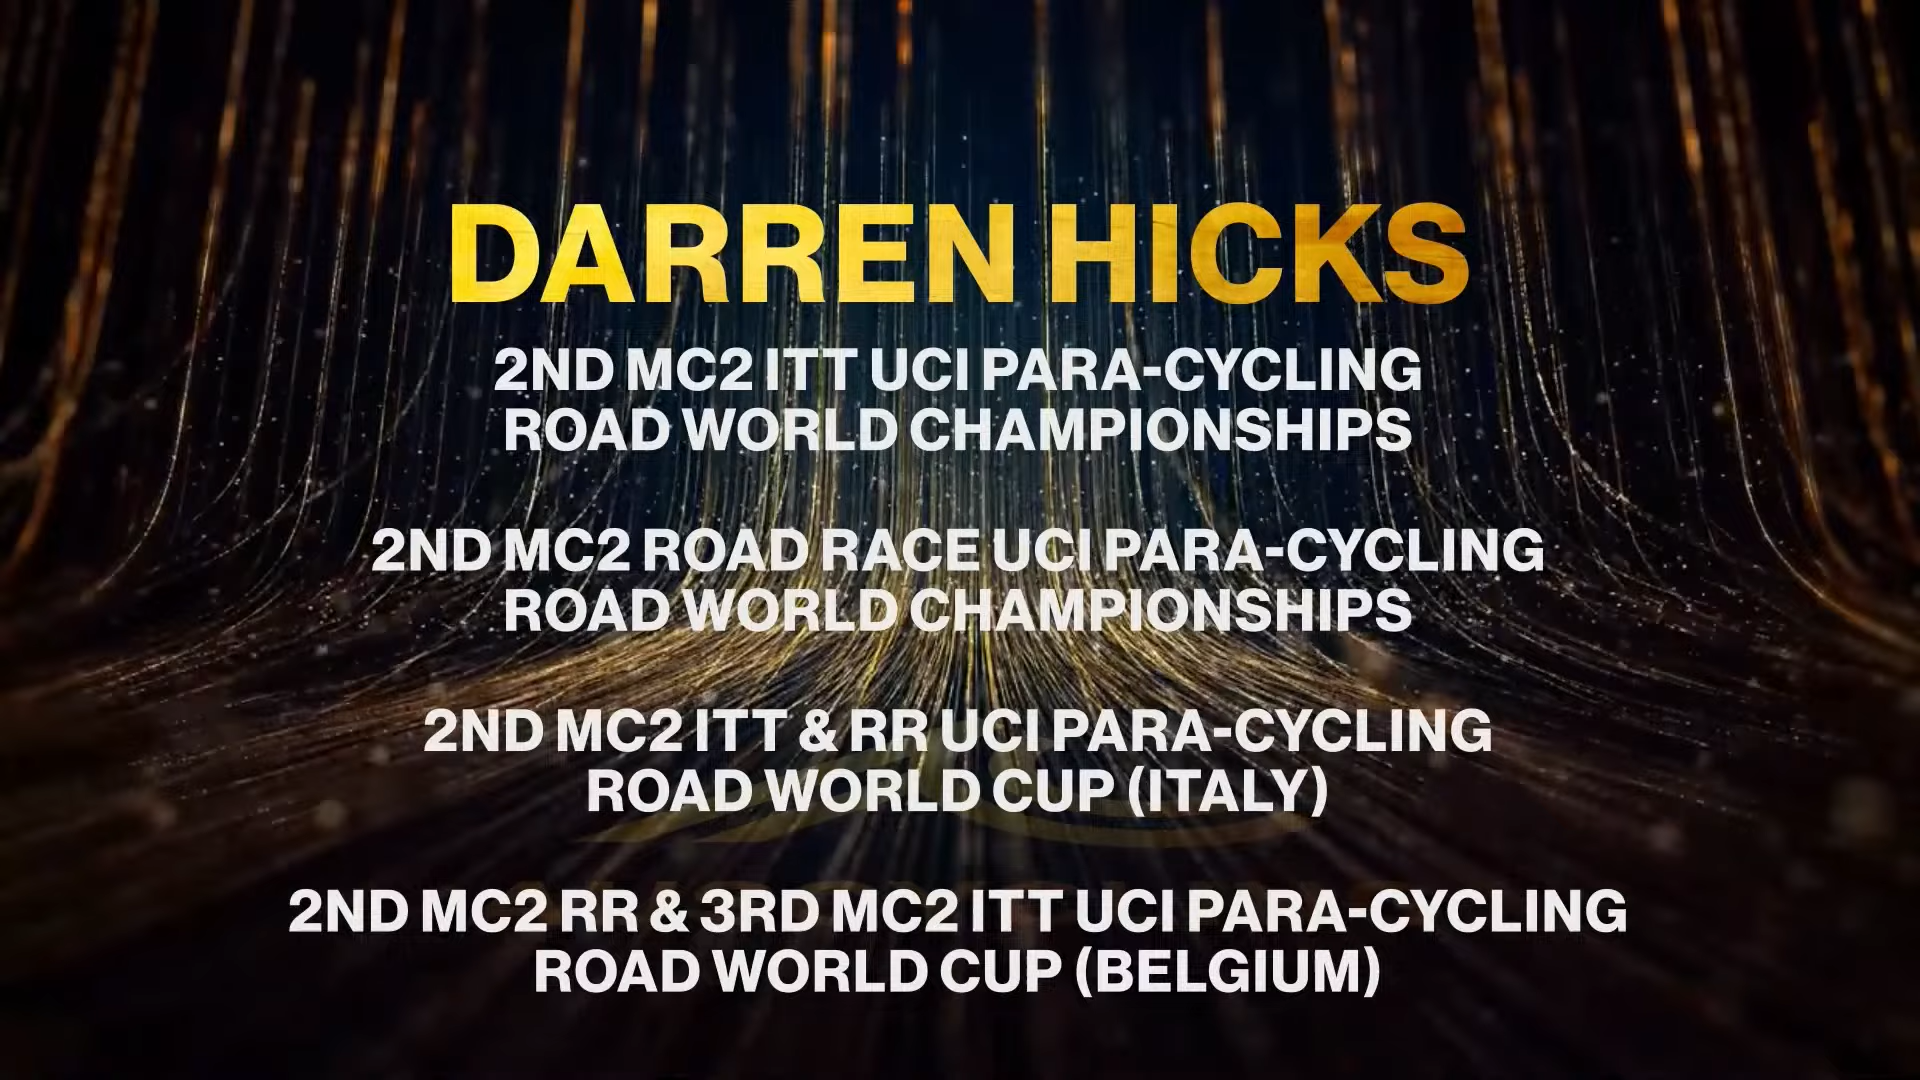 DARREN HICKS
2ND MC2 ITT UCI PARA-CYCLING
ROAD WORLD CHAMPIONSHIPS
2ND MC2 ROAD RACE UCI PARA-CYCLING
ROAD WORLD CHAMPIONSHIPS
2ND MC2 ITT & RR UCI PARA-CYCLING
ROAD WORLD CUP (ITALY)
2ND MC2 RR & 3RD MC2 ITT UCI PARA-CYCLING
ROAD WORLD CUP (BELGIUM)